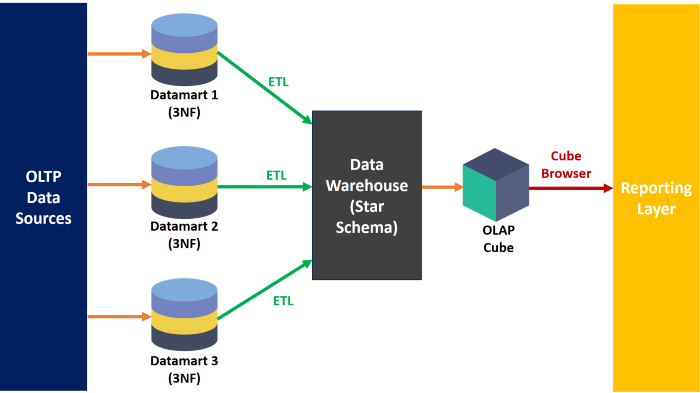 OLTP
Data
Sources
Datamart 1
(3NF)
ETL
Datamart 2
(3NF)
ETL
Datamart 3
(3NF)
ETL
Data
Warehouse
(Star
Schema)
OLAP
Cube
Cube
Browser
Reporting
Layer